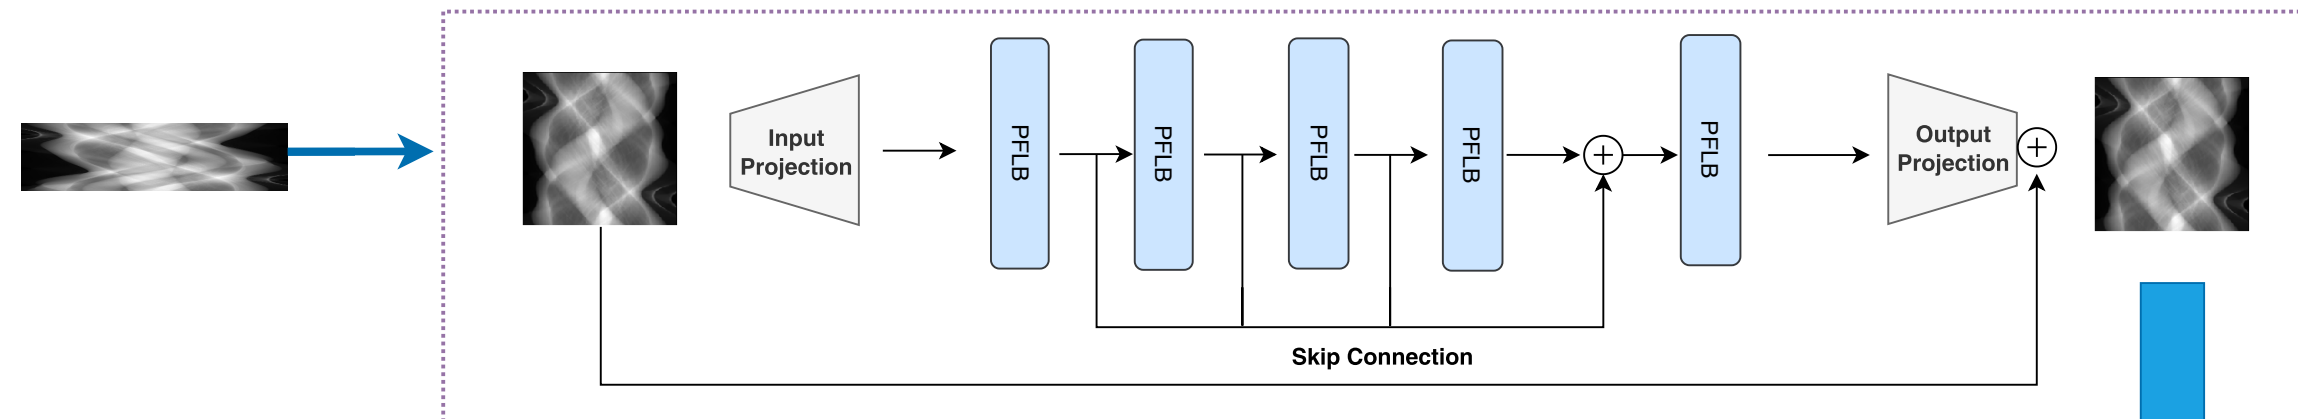 Input
Projection
PFLB
PFLB
PFLB
PFLB
PFLB
Output
Projection
Skip Connection